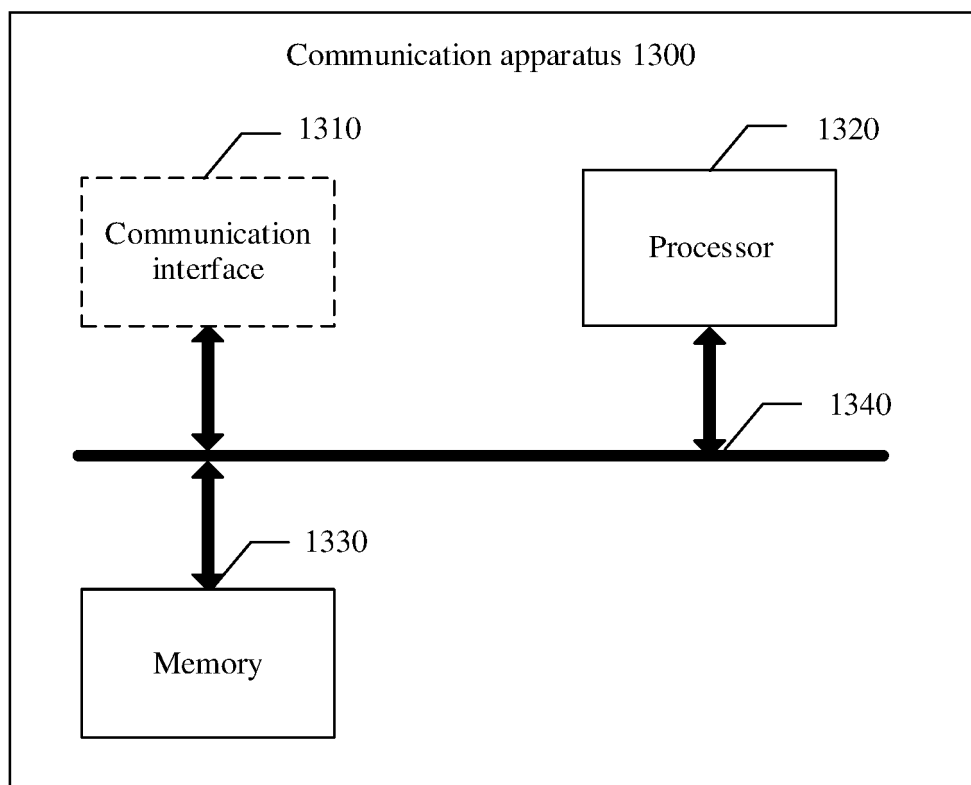 Communication apparatus 1300
1310
1320
Communication
interface
Processor
1340
1330
Memory